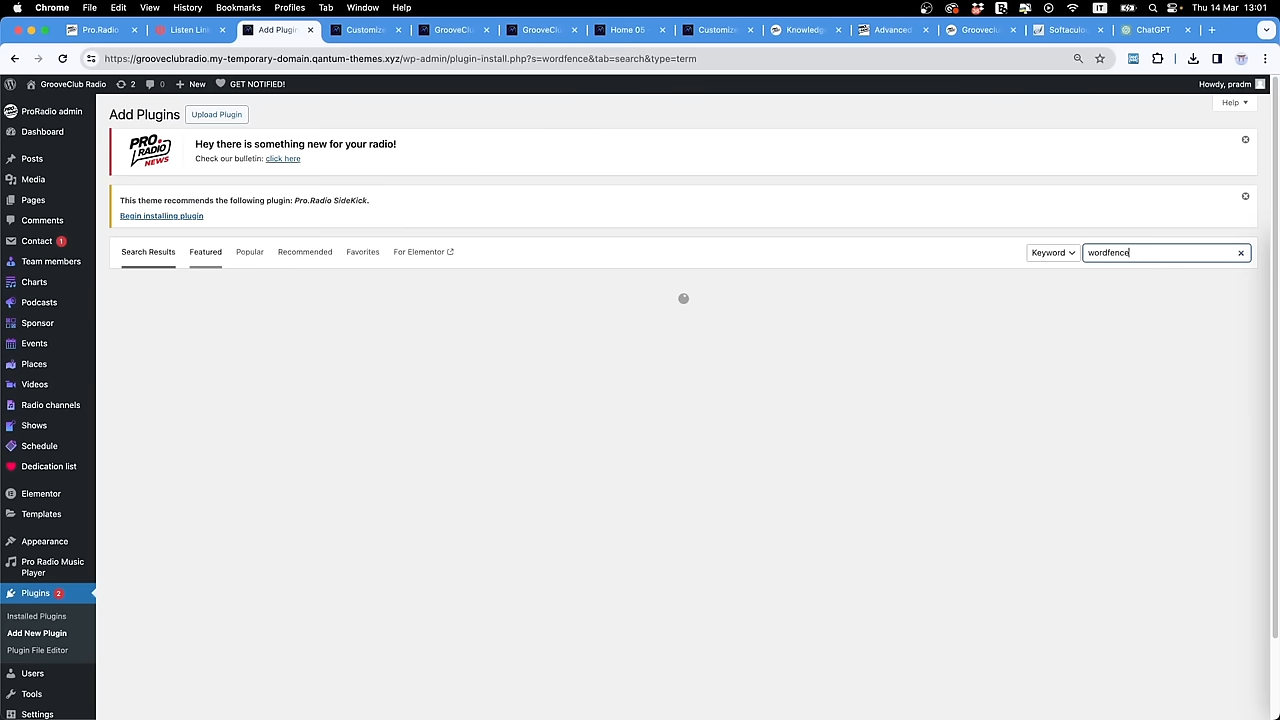 Chrome File Edit View History Bookmarks Profiles Tab Window Help Thu 14 Mar 13:01
Pro.Radio Listen Lin Add Plugin Customize GrooveClu GrooveClu Home 05 Customize Knowledg Advanced Grooveclu Softaculou ChatGPT
https://grooveclubradio.my-temporary-domain.qantum-themes.xyz/wp-admin/plugin-install.php?s=wordfence&tab=search&type=term
GrooveClub Radio 2 0 New GET NOTIFIED! Howdy, pradm
Help
ProRadio admin
Dashboard
Posts
Media
Pages
Comments
Contact 1
Team members
Charts
Podcasts
Sponsor
Events
Places
Videos
Radio channels
Shows
Schedule
Dedication list
Elementor
Templates
Appearance
Pro Radio Music
Player
Plugins 2
Installed Plugins
Add New Plugin
Plugin File Editor
Users
Tools
Settings
Add Plugins Upload Plugin
PRO.
RADIO
NEWS
Hey there is something new for your radio!
Check our bulletin: click here
This theme recommends the following plugin: Pro.Radio SideKick.
Begin installing plugin
Search Results Featured Popular Recommended Favorites For Elementor Keyword wordfence